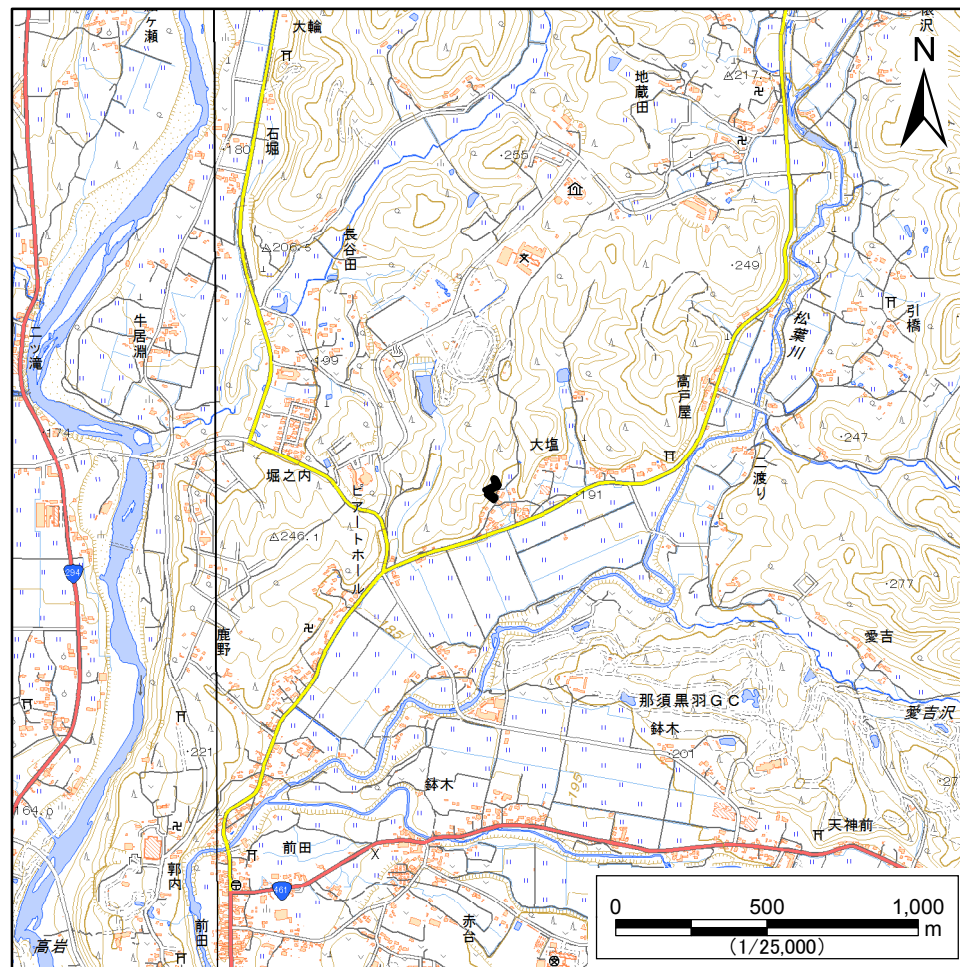 大輪
ヶ瀬
地蔵田
△217.
N
石堀
・180
・255
△206.5
長谷田
・249
引橋
松葉川
二ツ滝
牛居淵
・199
高戸屋
・174
大塩
・247
堀之内
ピアートホール
・191
二渡り
△246.1
294
・277
鹿野
185
愛吉
那須黒羽GC
愛吉沢
鉢木
・221
・201
195
・27
164.0
鉢木
天神前
前田
郭内
461
前田
赤台
高岩
0 500 1,000
m
(1/25,000)